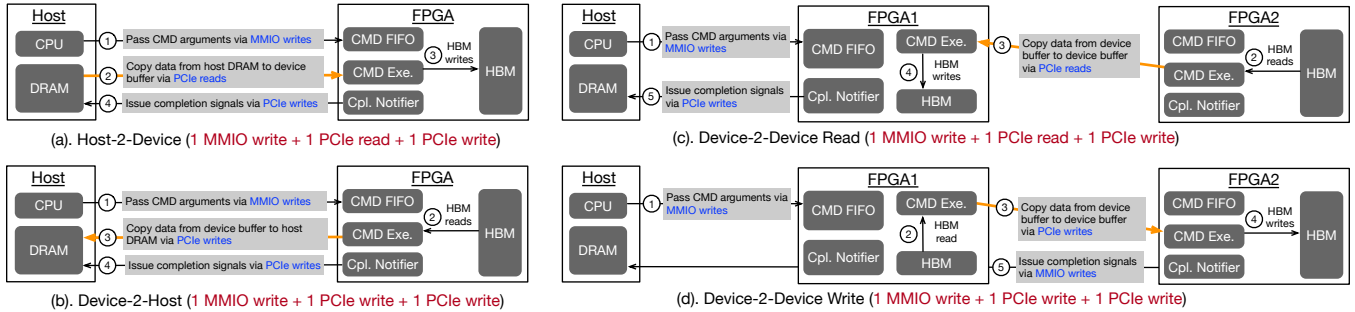 Host
FPGA
CPU
DRAM
1
Pass CMD arguments via MMIO writes
2
Copy data from host DRAM to device
buffer via PCIe reads
4
Issue completion signals via PCIe writes
CMD FIFO
CMD Exe.
Cpl. Notifier
3
HBM
writes
HBM
(a). Host-2-Device (1 MMIO write + 1 PCIe read + 1 PCIe write)
Host
FPGA
CPU
DRAM
1
Pass CMD arguments via MMIO writes
3
Copy data from device buffer to host
DRAM via PCIe writes
4
Issue completion signals via PCIe writes
CMD FIFO
CMD Exe.
Cpl. Notifier
2
HBM
reads
HBM
(b). Device-2-Host (1 MMIO write + 1 PCIe write + 1 PCIe write)
Host
FPGA1
FPGA2
CPU
DRAM
1
Pass CMD arguments via
MMIO writes
5
Issue completion signals
via PCIe writes
CMD FIFO
Cpl. Notifier
CMD Exe.
4
HBM
writes
HBM
3
Copy data from device
buffer to device buffer
via PCIe reads
CMD FIFO
CMD Exe.
Cpl. Notifier
2
HBM
reads
HBM
(c). Device-2-Device Read (1 MMIO write + 1 PCIe read + 1 PCIe write)
Host
FPGA1
FPGA2
CPU
DRAM
1
Pass CMD arguments via
MMIO writes
CMD FIFO
Cpl. Notifier
CMD Exe.
2
HBM
read
HBM
3
Copy data from device
buffer to device buffer
via PCIe writes
5
Issue completion signals
via MMIO writes
CMD FIFO
CMD Exe.
Cpl. Notifier
4
HBM
writes
HBM
(d). Device-2-Device Write (1 MMIO write + 1 PCIe write + 1 PCIe write)